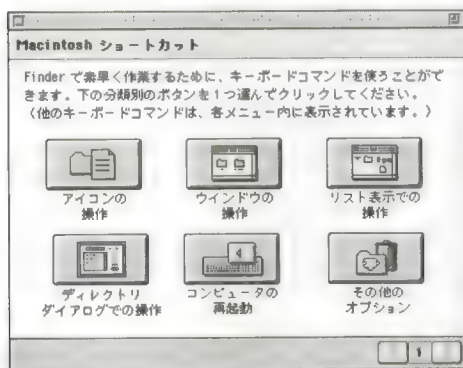 Macintosh ショートカット
Finder で素早く作業するために、キーボードコマンドを使うことがで
きます。下の分類別のボタンを1つ選んでクリックしてください。
(他のキーボードコマンドは、各メニュー内に表示されています。)
アイコンの
操作
ウインドウの
操作
リスト表示での
操作
ディレクトリ
ダイアログでの操作
コンピュータの
再起動
その他の
オプション
1